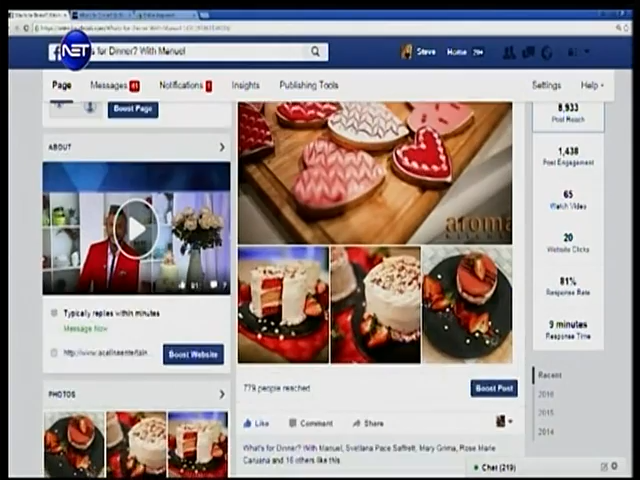 NET
s for Dinner? With Manuel
Steve
Home
Page
Messages 41
Notifications
Insights
Publishing Tools
Settings
Help
Boost Page
8,933
Post Reach
ABOUT
1,438
Post Engagement
65
Watch Video
20
Website Clicks
81%
Response Rate
9 minutes
Response Time
aroma
Typically replies within minutes
Message Now
Boost Website
779 people reached
Boost Post
Recent
2016
2015
2014
PHOTOS
Like
Comment
Share
What's for Dinner? With Manuel, Svetlana Pace Saffrett, Mary Grima, Rose Marie
Caruana and 16 others like this.
Chat (219)